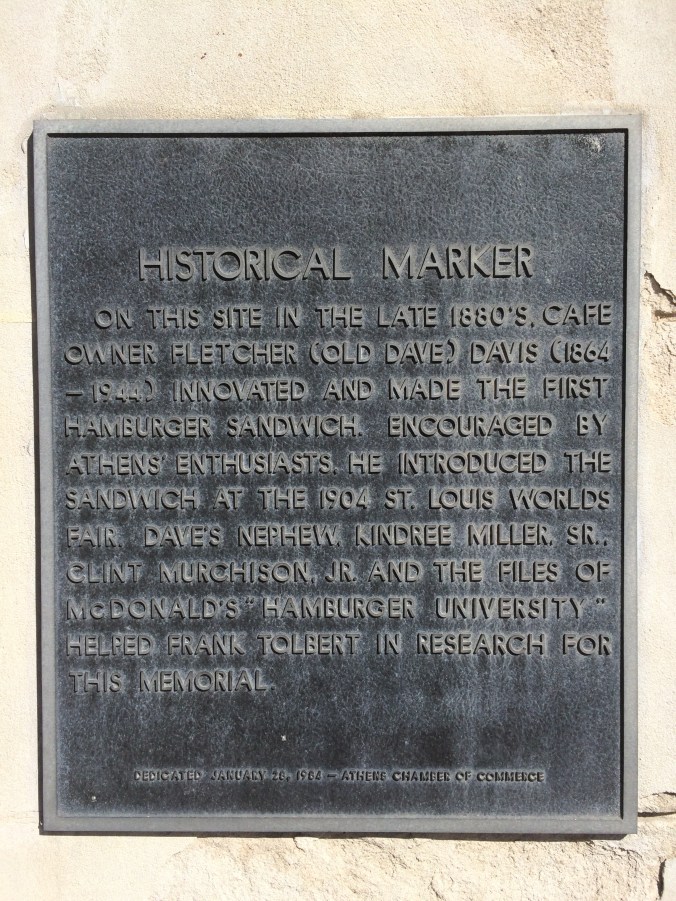 HISTORICAL MARKER
ON THIS SITE IN THE LATE 1880'S, CAFE
OWNER FLETCHER (OLD DAVE) DAVIS (1864
- 1944) INNOVATED AND MADE THE FIRST
HAMBURGER SANDWICH. ENCOURAGED BY
ATHENS' ENTHUSIASTS, HE INTRODUCED THE
SANDWICH AT THE 1904 ST. LOUIS WORLDS
FAIR. DAVE'S NEPHEW, KINDREE MILLER, SR.,
CLINT MURCHISON, JR. AND THE FILES OF
McDONALD'S "HAMBURGER UNIVERSITY"
HELPED FRANK TOLBERT IN RESEARCH FOR
THIS MEMORIAL.
DEDICATED JANUARY 28, 1984 - ATHENS CHAMBER OF COMMERCE